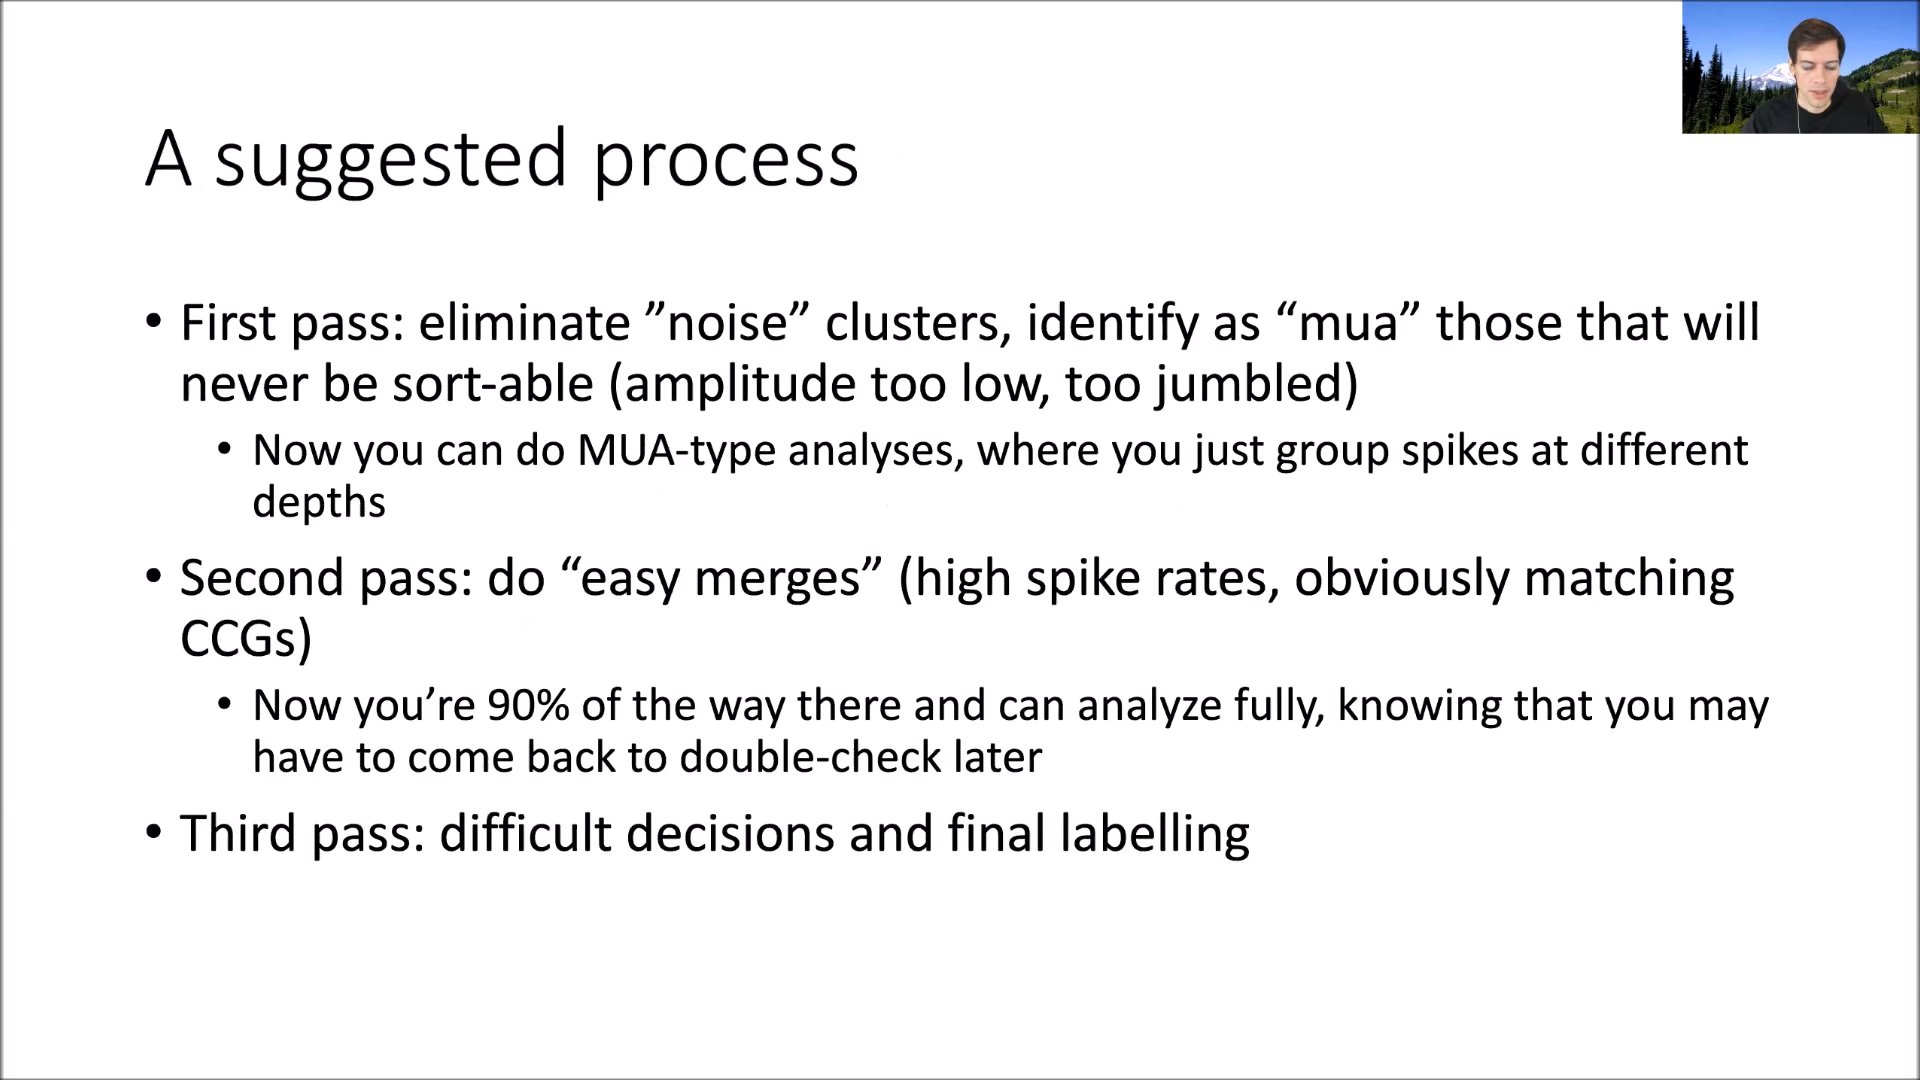 A suggested process
• First pass: eliminate ”noise” clusters, identify as “mua” those that will
never be sort-able (amplitude too low, too jumbled)
• Now you can do MUA-type analyses, where you just group spikes at different
depths
• Second pass: do “easy merges” (high spike rates, obviously matching
CCGs)
• Now you’re 90% of the way there and can analyze fully, knowing that you may
have to come back to double-check later
• Third pass: difficult decisions and final labelling